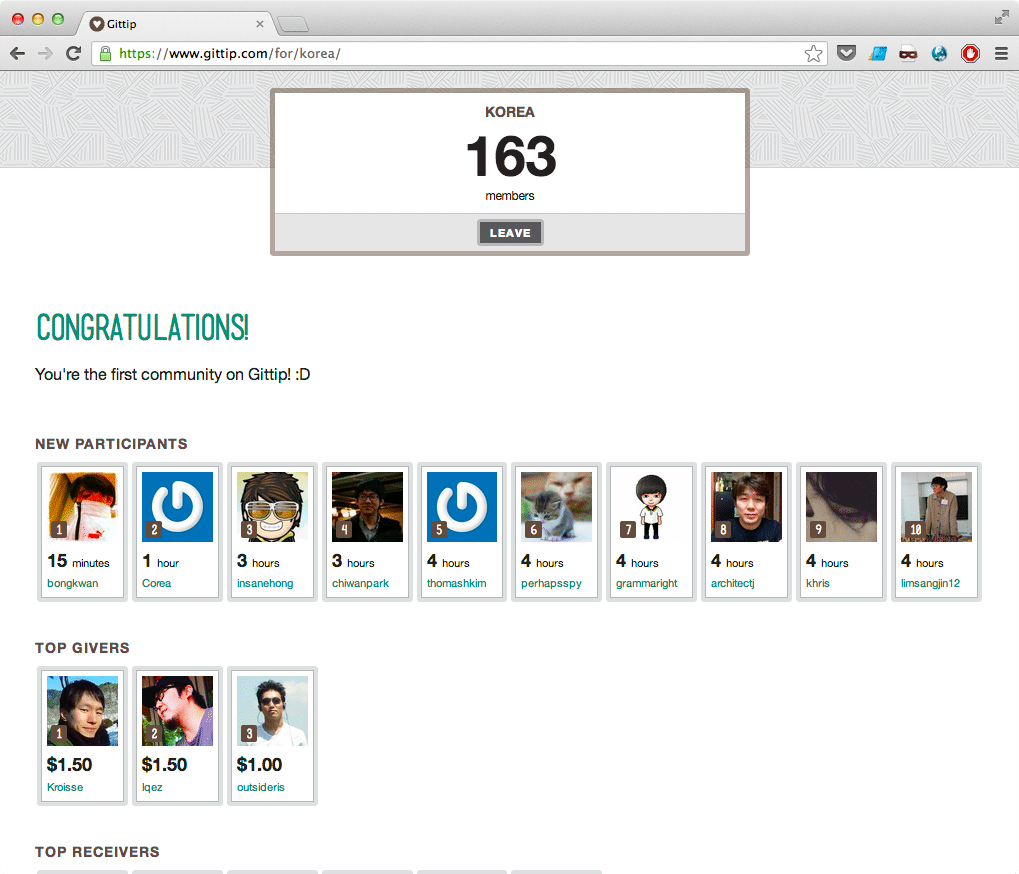 Gittip
https://www.gittip.com/for/korea/
KOREA
163
members
LEAVE
CONGRATULATIONS!
You're the first community on Gittip! :D
NEW PARTICIPANTS
1 2 3 4 5 6 7 8 9 10
15 minutes 1 hour 3 hours 3 hours 4 hours 4 hours 4 hours 4 hours 4 hours 4 hours
bongkwan Corea insanehong chiwanpark thomashkim perhapsspy grammaright architectj khris limsangjin12
TOP GIVERS
1 2 3
$1.50 $1.50 $1.00
Kroisse lqez outsideris
TOP RECEIVERS